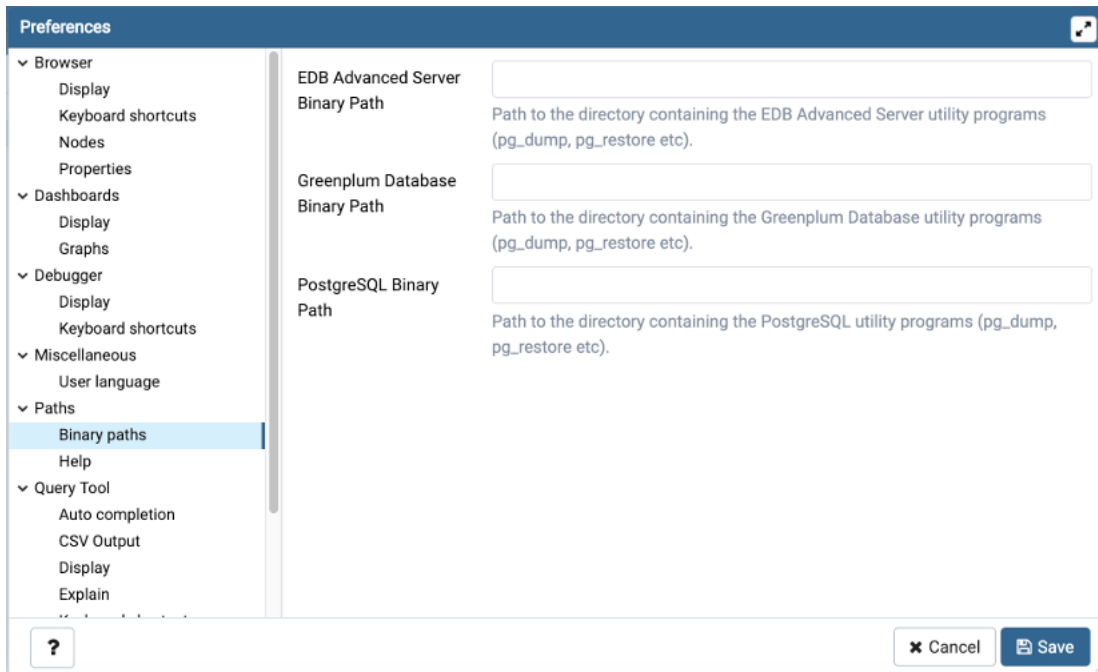 Preferences
Browser
Display
Keyboard shortcuts
Nodes
Properties
Dashboards
Display
Graphs
Debugger
Display
Keyboard shortcuts
Miscellaneous
User language
Paths
Binary paths
Help
Query Tool
Auto completion
CSV Output
Display
Explain
EDB Advanced Server
Binary Path
Path to the directory containing the EDB Advanced Server utility programs
(pg_dump, pg_restore etc).
Greenplum Database
Binary Path
Path to the directory containing the Greenplum Database utility programs
(pg_dump, pg_restore etc).
PostgreSQL Binary
Path
Path to the directory containing the PostgreSQL utility programs (pg_dump,
pg_restore etc).
?
Cancel
Save